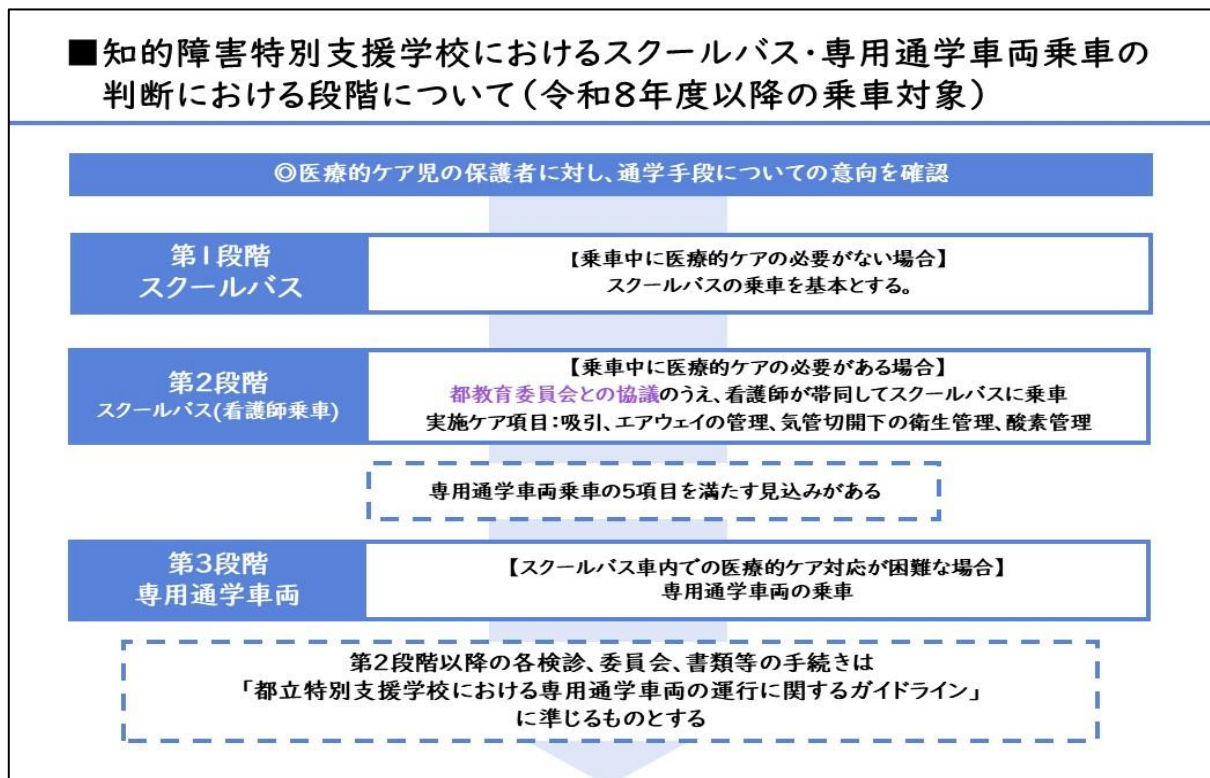 ■知的障害特別支援学校におけるスクールバス・専用通学車両乗車の
判断における段階について(令和8年度以降の乗車対象)
◎医療的ケア児の保護者に対し、通学手段についての意向を確認
第1段階
スクールバス
【乗車中に医療的ケアの必要がない場合】
スクールバスの乗車を基本とする。
第2段階
スクールバス(看護師乗車)
【乗車中に医療的ケアの必要がある場合】
都教育委員会との協議のうえ、看護師が帯同してスクールバスに乗車
実施ケア項目:吸引、エアウェイの管理、気管切開下の衛生管理、酸素管理
専用通学車両乗車の5項目を満たす見込みがある
第3段階
専用通学車両
【スクールバス車内での医療的ケア対応が困難な場合】
専用通学車両の乗車
第2段階以降の各検診、委員会、書類等の手続きは
「都立特別支援学校における専用通学車両の運行に関するガイドライン」
に準じるものとする